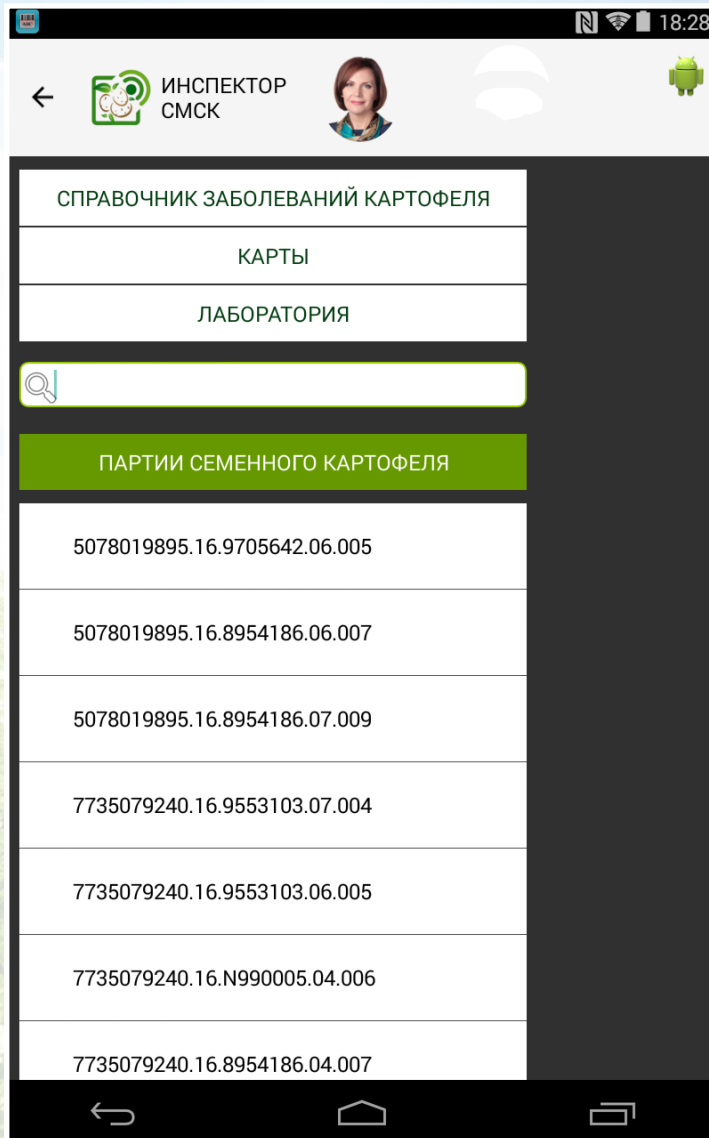 18:28
ИНСПЕКТОР
СМСК
СПРАВОЧНИК ЗАБОЛЕВАНИЙ КАРТОФЕЛЯ
КАРТЫ
ЛАБОРАТОРИЯ
ПАРТИИ СЕМЕННОГО КАРТОФЕЛЯ
5078019895.16.9705642.06.005
5078019895.16.8954186.06.007
5078019895.16.8954186.07.009
7735079240.16.9553103.07.004
7735079240.16.9553103.06.005
7735079240.16.N990005.04.006
7735079240.16.8954186.04.007